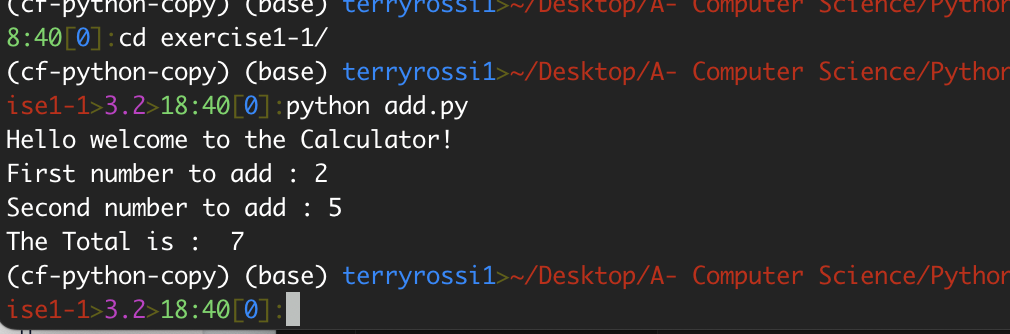 (cf-python-copy) (base) terryrossi1>~/Desktop/A- Computer Science/Python
8:40[0]:cd exercise1-1/
(cf-python-copy) (base) terryrossi1>~/Desktop/A- Computer Science/Python
ise1-1>3.2>18:40[0]:python add.py
Hello welcome to the Calculator!
First number to add : 2
Second number to add : 5
The Total is :  7
(cf-python-copy) (base) terryrossi1>~/Desktop/A- Computer Science/Python
ise1-1>3.2>18:40[0]: